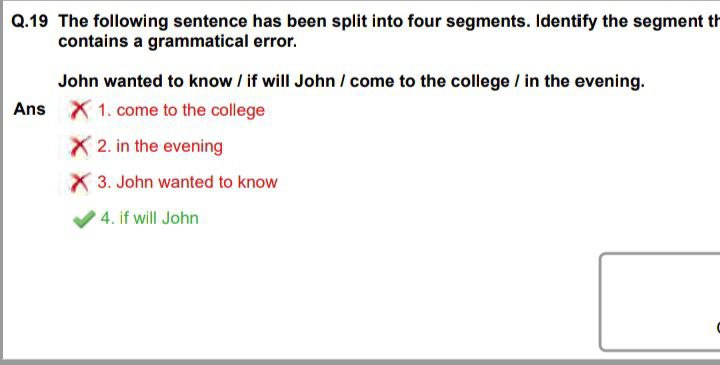 Q.19 The following sentence has been split into four segments. Identify the segment
contains a grammatical error.
John wanted to know / if will John / come to the college / in the evening.
Ans 1. come to the college
2. in the evening
3. John wanted to know
4. if will John